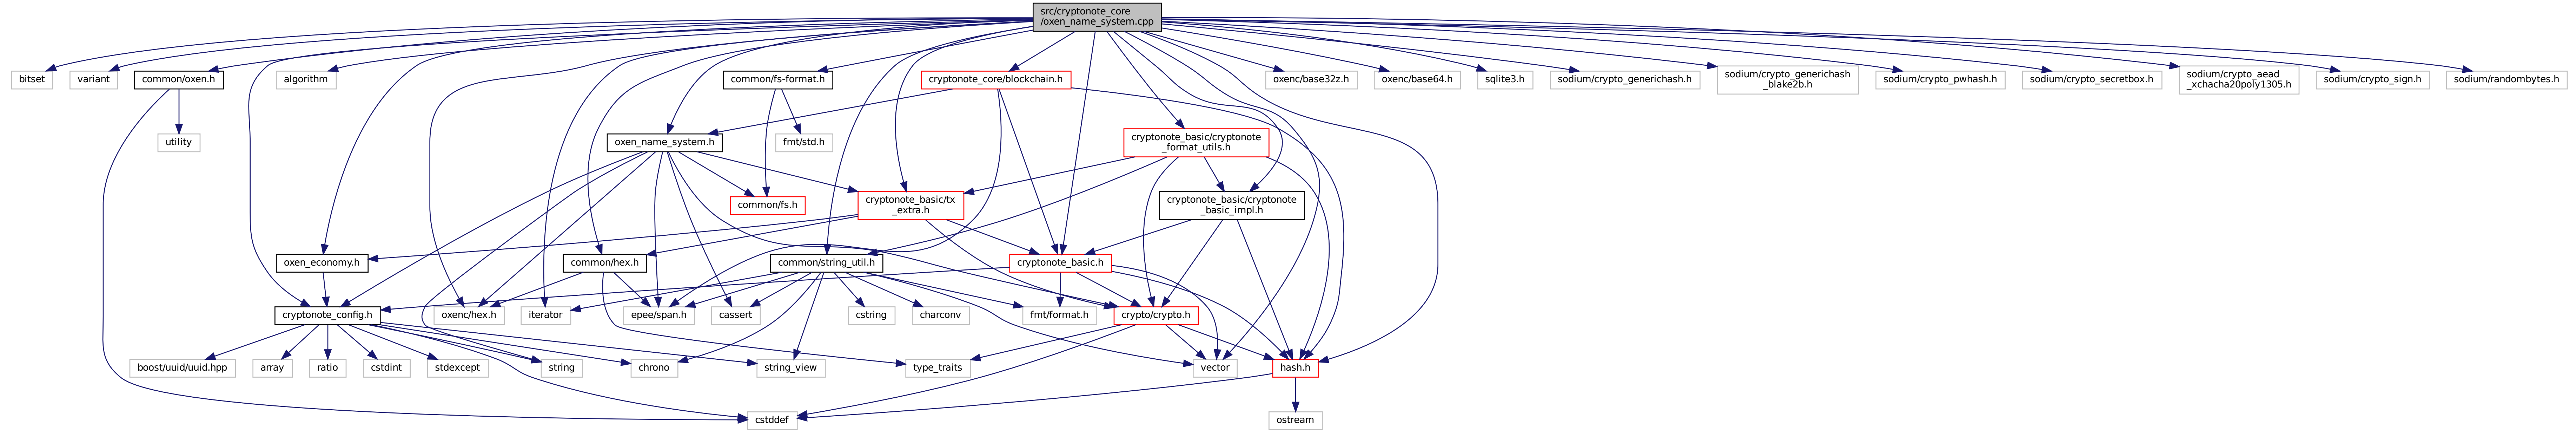 src/cryptonote_core
/oxen_name_system.cpp
bitset
variant
common/oxen.h
algorithm
common/fs-format.h
cryptonote_core/blockchain.h
oxenc/base32z.h
oxenc/base64.h
sqlite3.h
sodium/crypto_generichash.h
sodium/crypto_generichash
_blake2b.h
sodium/crypto_pwhash.h
sodium/crypto_secretbox.h
sodium/crypto_aead
_xchacha20poly1305.h
sodium/crypto_sign.h
sodium/randombytes.h
utility
oxen_name_system.h
fmt/std.h
cryptonote_basic/cryptonote
_format_utils.h
common/fs.h
cryptonote_basic/tx
_extra.h
cryptonote_basic/cryptonote
_basic_impl.h
oxen_economy.h
common/hex.h
common/string_util.h
cryptonote_basic.h
cryptonote_config.h
oxenc/hex.h
iterator
epee/span.h
cassert
cstring
charconv
fmt/format.h
crypto/crypto.h
boost/uuid/uuid.hpp
array
ratio
cstdint
stdexcept
string
chrono
string_view
type_traits
vector
hash.h
cstddef
ostream